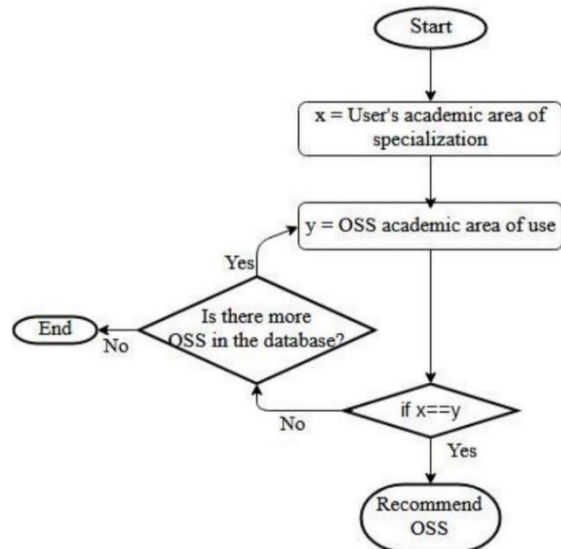 Start
x = User's academic area of
specialization
y = OSS academic area of use
Yes
Is there more
OSS in the database?
End
No
if x==y
No
Yes
Recommend
OSS